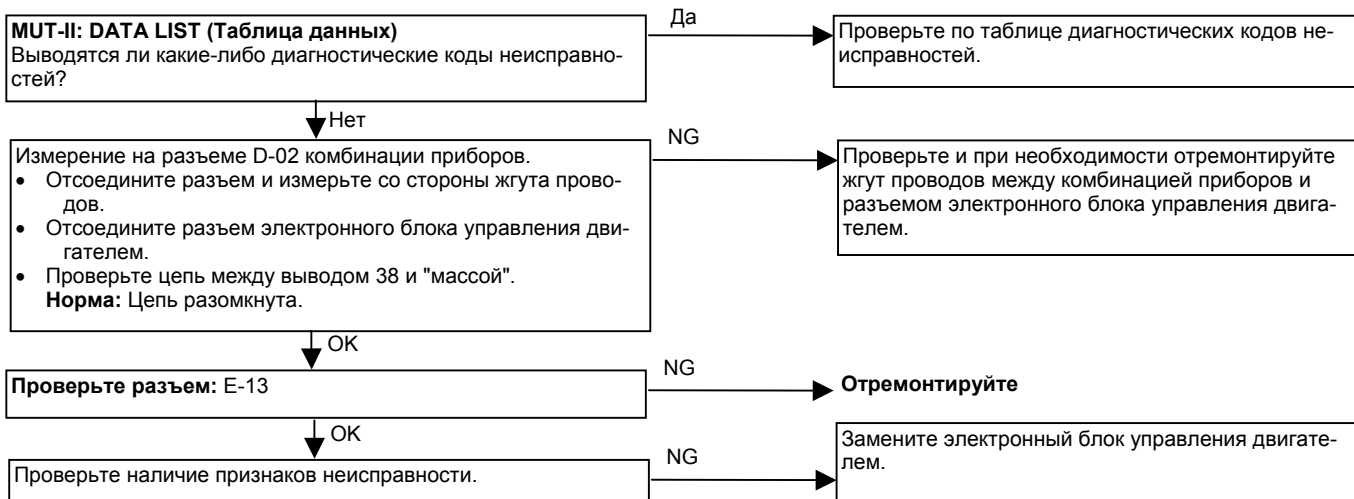 MUT-II: DATA LIST (Таблица данных)
Выводятся ли какие-либо диагностические коды неисправно-
стей?
Да
Проверьте по таблице диагностических кодов не-
исправностей.
Нет
Измерение на разъеме D-02 комбинации приборов.
• Отсоедините разъем и измерьте со стороны жгута прово-
дов.
• Отсоедините разъем электронного блока управления дви-
гателем.
• Проверьте цепь между выводом 38 и "массой".
Норма: Цепь разомкнута.
NG
Проверьте и при необходимости отремонтируйте
жгут проводов между комбинацией приборов и
разъемом электронного блока управления двига-
телем.
OK
Проверьте разъем: E-13
NG
Отремонтируйте
OK
Проверьте наличие признаков неисправности.
NG
Замените электронный блок управления двигате-
лем.